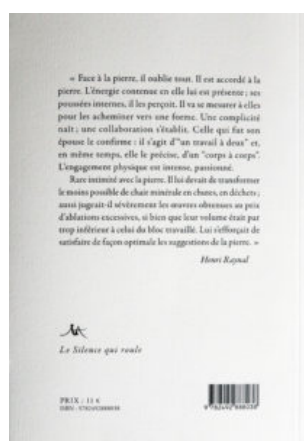 « Face à la pierre, il oublie tout. Il est accordé à la
pierre. L'énergie contenue en elle lui est présente ; ses
poussées internes, il les perçoit. Il va se mesurer à elles
pour les acheminer vers une forme. Une complicité
naît ; une collaboration s'établit. Celle qui fut son
épouse le confirme : il s'agit d'"un travail à deux" et,
en même temps, elle le précise, d'un "corps à corps".
L'engagement physique est intense, passionné.
Rare intimité avec la pierre. Il lui devait de transformer
le moins possible de chair minérale en chutes, en déchets ;
aussi jugeait-il sévèrement les œuvres obtenues au prix
d'ablations excessives, si bien que leur volume était par
trop inférieur à celui du bloc travaillé. Lui s'efforçait de
satisfaire de façon optimale les suggestions de la pierre. »
Henri Raynal
Le Silence qui roule
PRIX : 11 €